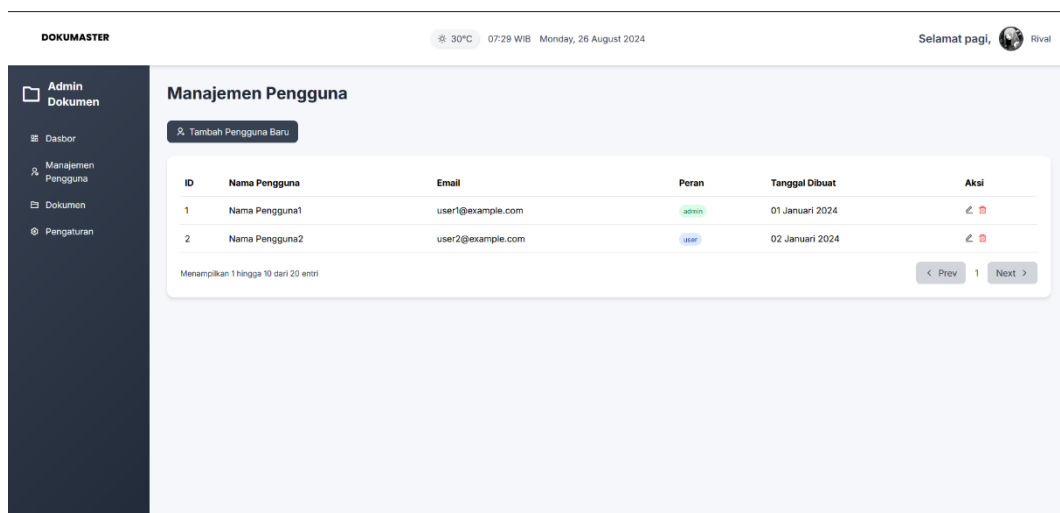 DOKUMASTER
30°C 07:29 WIB Monday, 26 August 2024
Selamat pagi, Rival
Admin
Dokumen
Dasbor
Manajemen
Pengguna
Dokumen
Pengaturan
Manajemen Pengguna
Tambah Pengguna Baru
ID Nama Pengguna Email Peran Tanggal Dibuat Aksi
1 Nama Pengguna1 user1@example.com admin 01 Januari 2024
2 Nama Pengguna2 user2@example.com user 02 Januari 2024
Menampilkan 1 hingga 10 dari 20 entri
< Prev 1 Next >